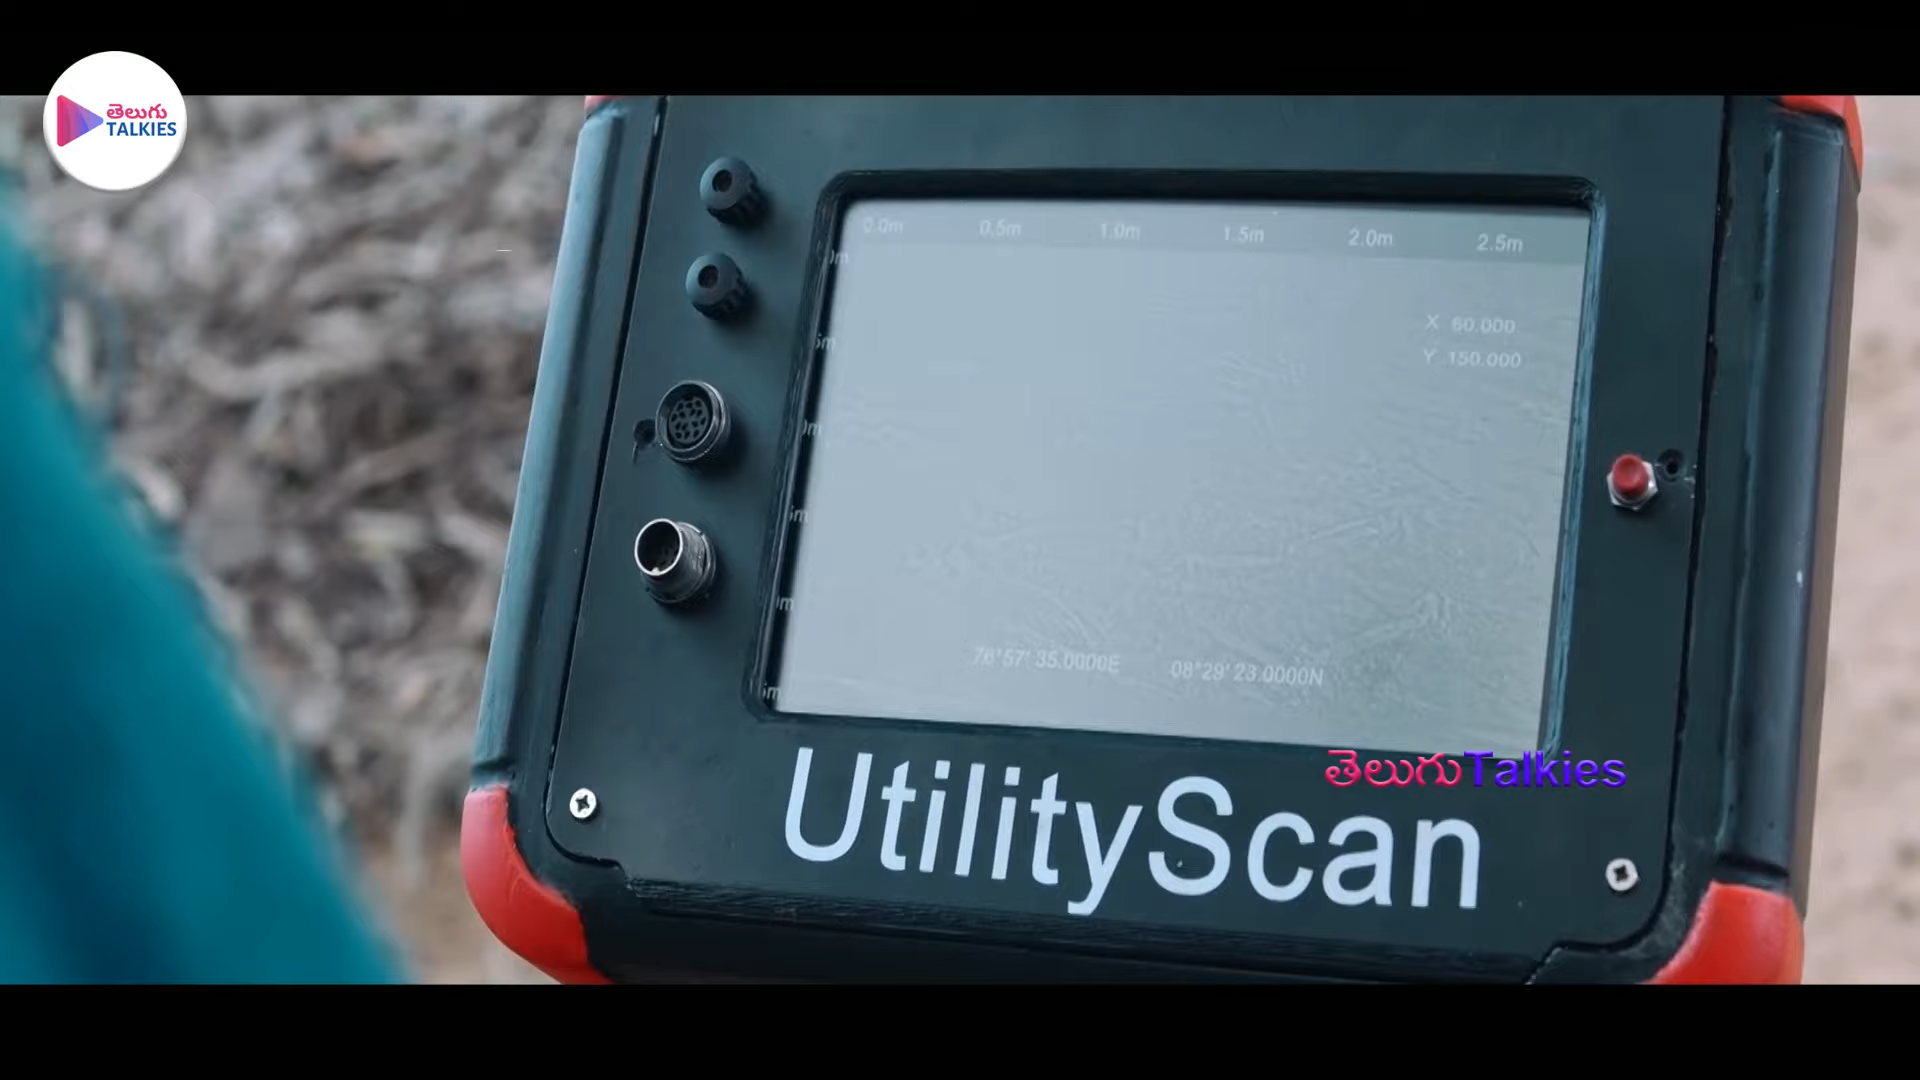 తెలుగు
TALKIES
0.0m 0.5m 1.0m 1.5m 2.0m 2.5m
X 60.000
Y 150.000
76°57' 35.0000E 08°29' 23.0000N
తెలుగుTalkies
UtilityScan